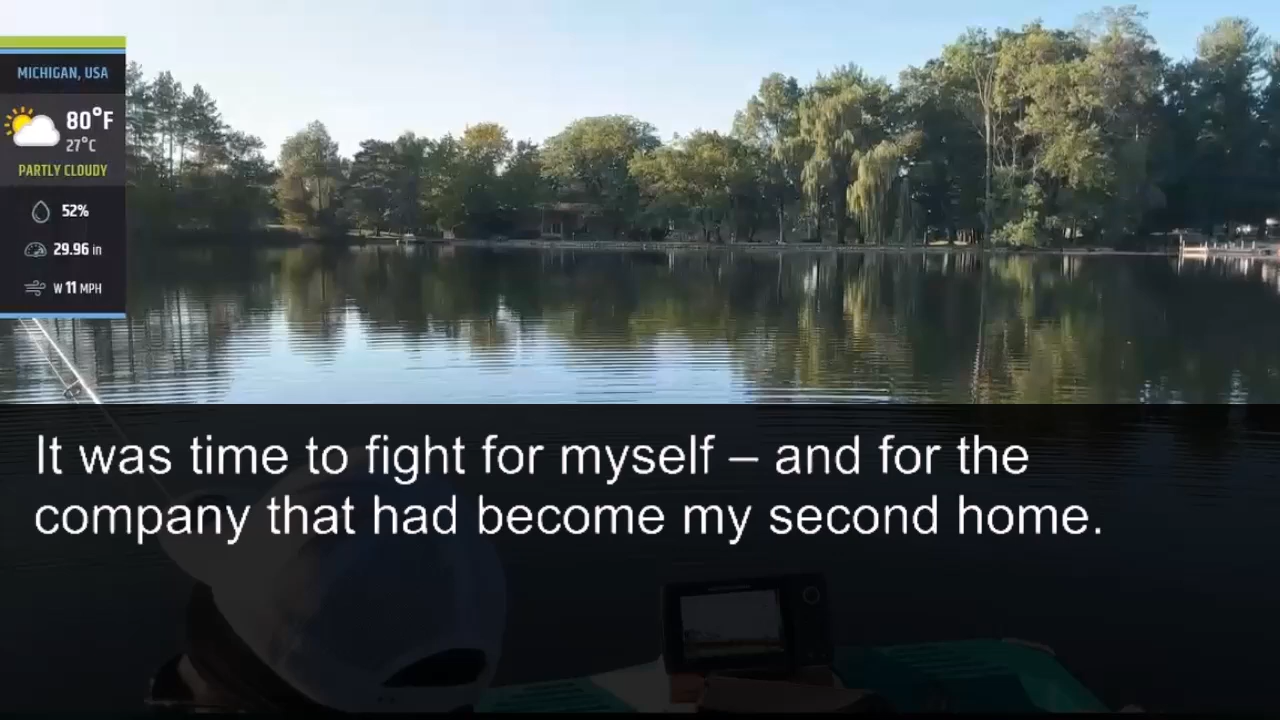 MICHIGAN, USA
80°F
27°C
PARTLY CLOUDY
52%
29.96 in
W 11 MPH
It was time to fight for myself – and for the
company that had become my second home.